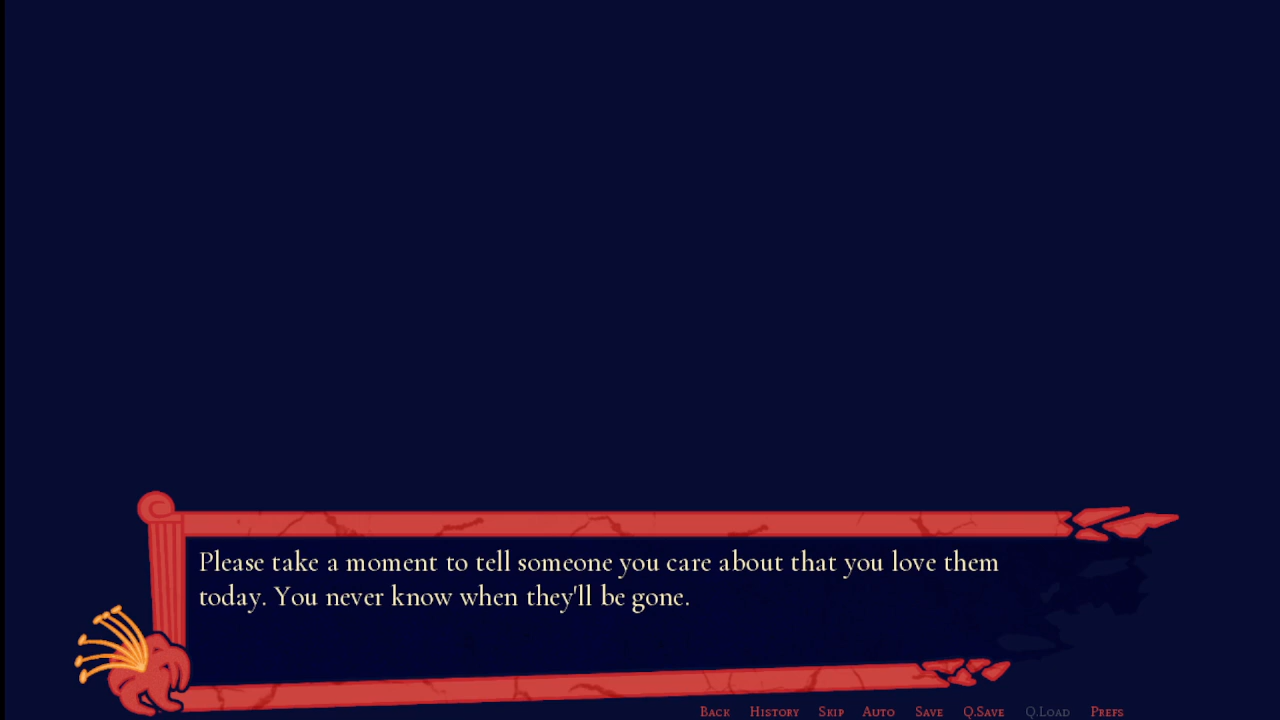 Please take a moment to tell someone you care about that you love them
today. You never know when they'll be gone.
Back History Skip Auto Save Q.Save Q.Load Prefs